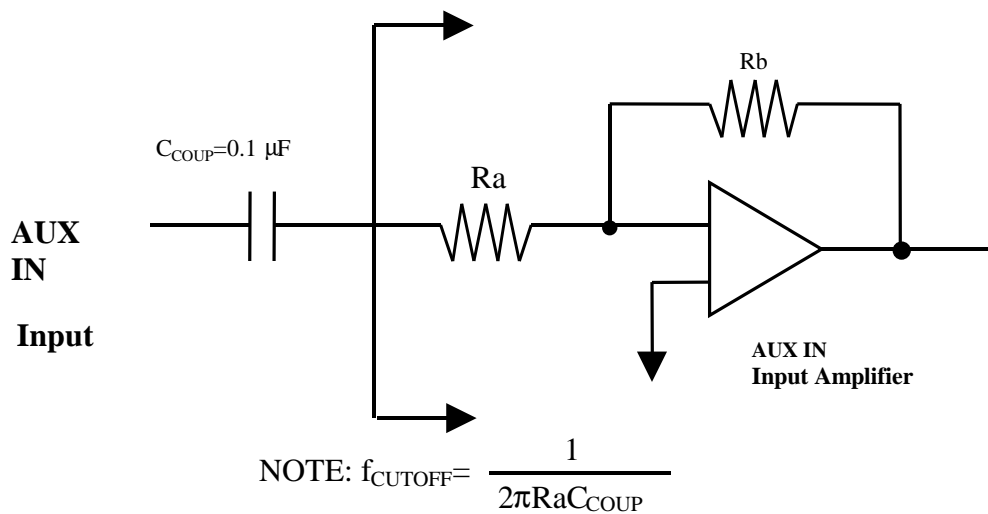 Rb
C_COUP=0.1 μF
Ra
AUX
IN
Input
AUX IN
Input Amplifier
NOTE: f_CUTOFF= 1
2πRaC_COUP